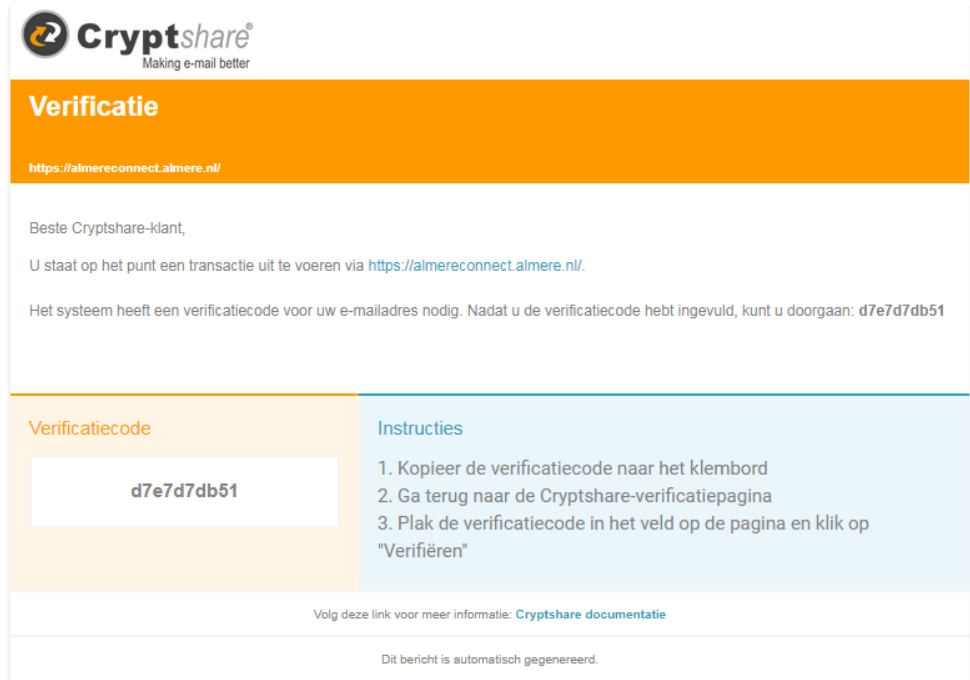 Cryptshare®
Making e-mail better
Verificatie
https://almereconnect.almere.nl/
Beste Cryptshare-klant,
U staat op het punt een transactie uit te voeren via https://almereconnect.almere.nl/.
Het systeem heeft een verificatiecode voor uw e-mailadres nodig. Nadat u de verificatiecode hebt ingevuld, kunt u doorgaan: d7e7d7db51
Verificatiecode
d7e7d7db51
Instructies
1. Kopieer de verificatiecode naar het klembord
2. Ga terug naar de Cryptshare-verificatiepagina
3. Plak de verificatiecode in het veld op de pagina en klik op
"Verifiëren"
Volg deze link voor meer informatie: Cryptshare documentatie
Dit bericht is automatisch gegenereerd.